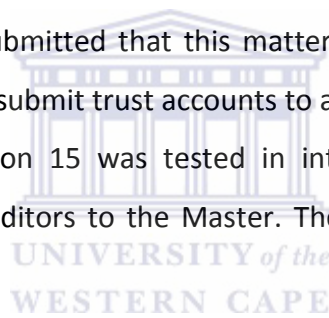 ubmitted that this matter
submit trust accounts to a
on 15 was tested in int
ditors to the Master. The
UNIVERSITY of the
WESTERN CAPE